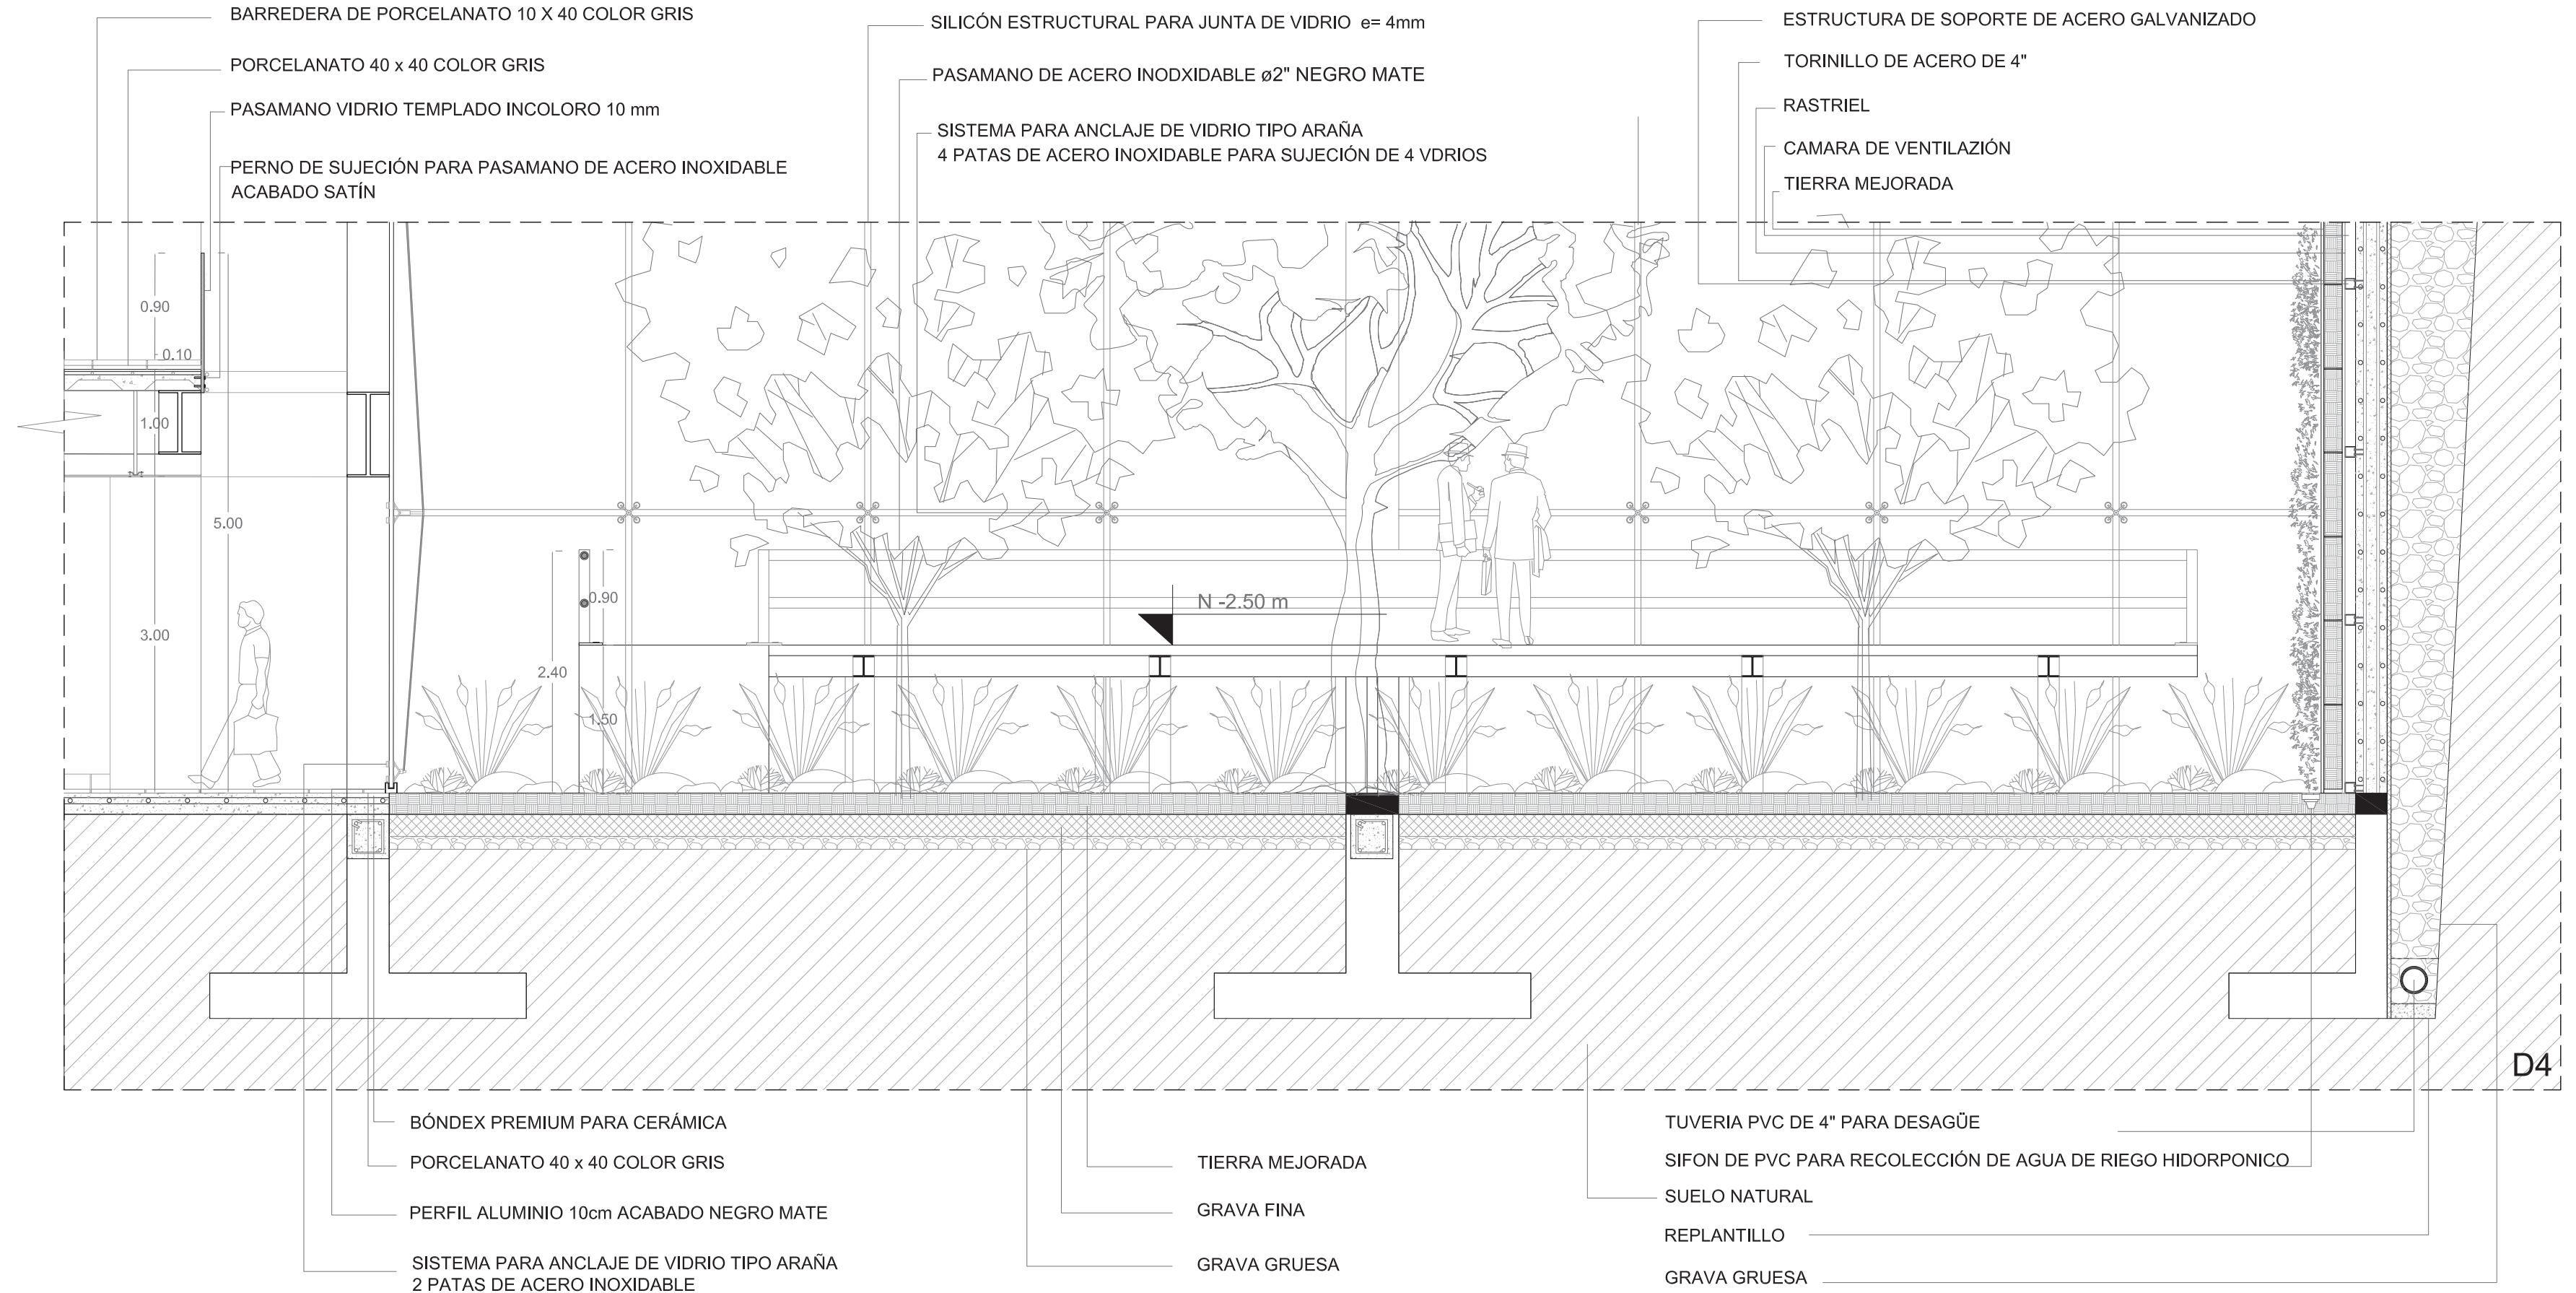 BARREDERA DE PORCELANATO 10 X 40 COLOR GRIS
PORCELANATO 40 x 40 COLOR GRIS
PASAMANO VIDRIO TEMPLADO INCOLORO 10 mm
PERNO DE SUJECIÓN PARA PASAMANO DE ACERO INOXIDABLE
ACABADO SATÍN
SILICÓN ESTRUCTURAL PARA JUNTA DE VIDRIO e= 4mm
PASAMANO DE ACERO INODXIDABLE ø2" NEGRO MATE
SISTEMA PARA ANCLAJE DE VIDRIO TIPO ARAÑA
4 PATAS DE ACERO INOXIDABLE PARA SUJECIÓN DE 4 VDRIOS
ESTRUCTURA DE SOPORTE DE ACERO GALVANIZADO
TORINILLO DE ACERO DE 4"
RASTRIEL
CAMARA DE VENTILAZIÓN
TIERRA MEJORADA
0.90
0.10
1.00
5.00
3.00
0.90
2.40
1.50
N -2.50 m
D4
BÓNDEX PREMIUM PARA CERÁMICA
PORCELANATO 40 x 40 COLOR GRIS
PERFIL ALUMINIO 10cm ACABADO NEGRO MATE
SISTEMA PARA ANCLAJE DE VIDRIO TIPO ARAÑA
2 PATAS DE ACERO INOXIDABLE
TIERRA MEJORADA
GRAVA FINA
GRAVA GRUESA
TUVERIA PVC DE 4" PARA DESAGÜE
SIFON DE PVC PARA RECOLECCIÓN DE AGUA DE RIEGO HIDORPONICO
SUELO NATURAL
REPLANTILLO
GRAVA GRUESA